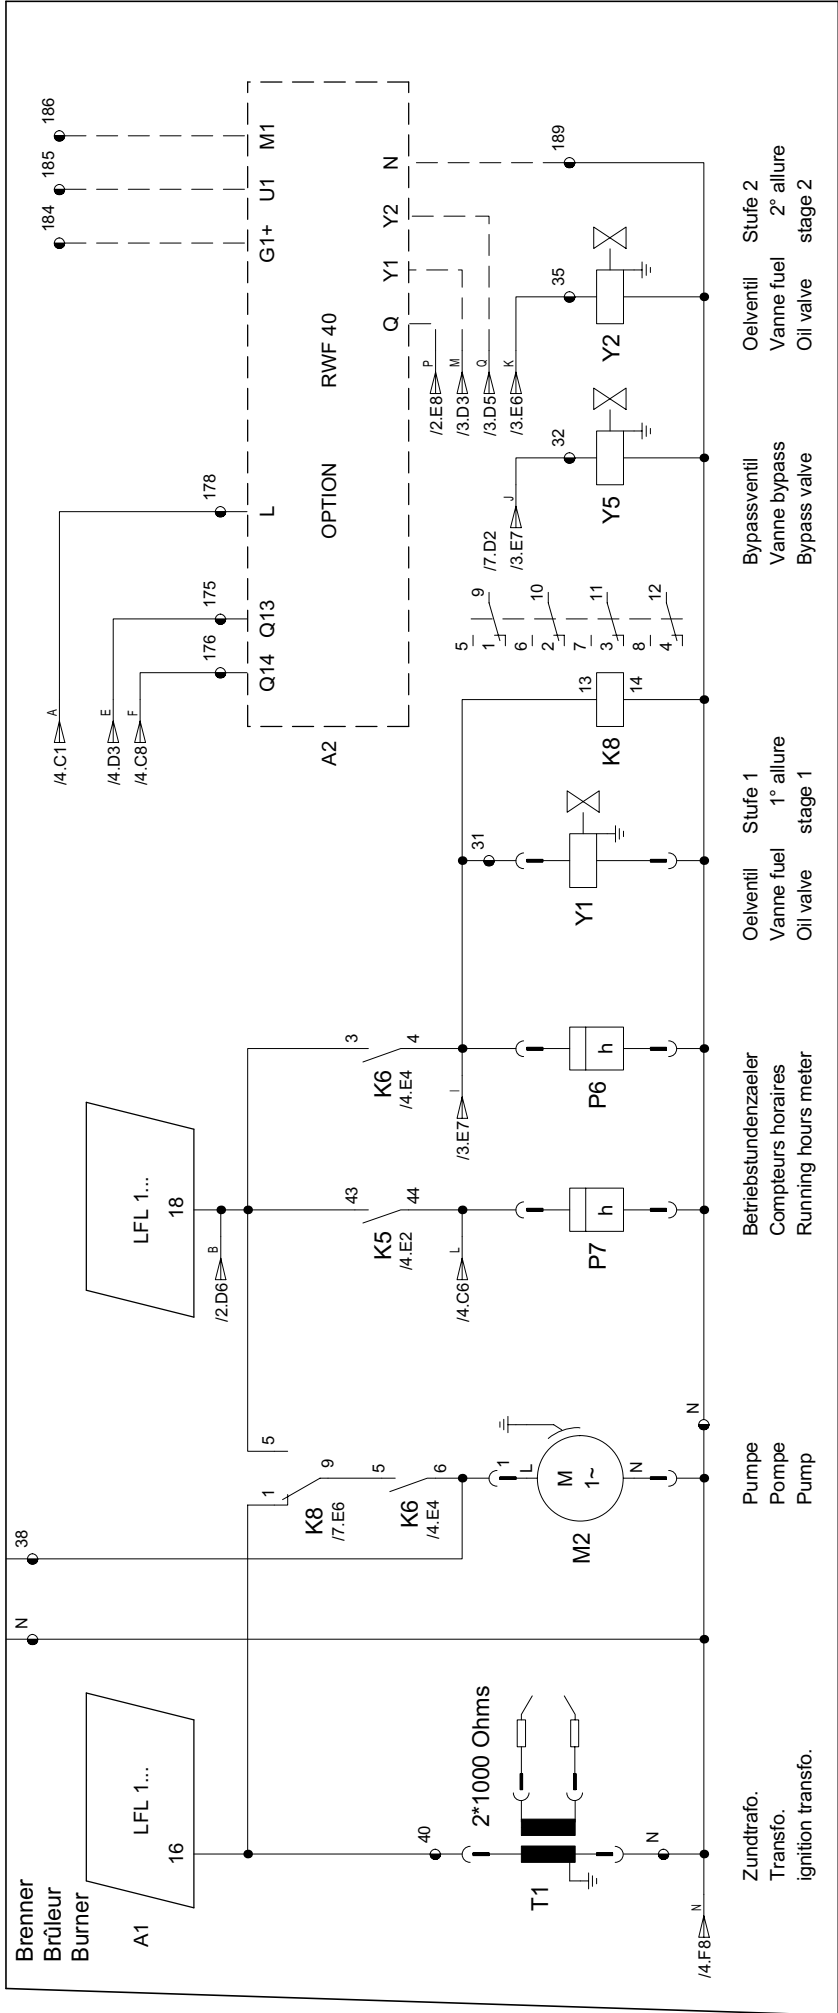 Brenner
Brûleur
Burner
A1
LFL 1...
16
N
38
LFL 1...
18
/2.D6
B
/4.C1
A
/4.D3
E
/4.C8
F
176
175
178
184
185
186
Q14
Q13
L
G1+
U1
M1
A2
OPTION
RWF 40
Q
Y1
Y2
N
1
5
K8
/7.E6
9
5
K6
/4.E4
6
K5
/4.E2
43
44
K6
/4.E4
3
4
/4.C6
L
/3.E7
I
/2.E8
P
/3.D3
M
/3.D5
Q
/3.E6
K
/7.D2
/3.E7
J
40
2*1000 Ohms
T1
N
1
L
M
1~
N
M2
N
h
P7
h
P6
31
Y1
13
14
K8
5
1
9
6
2
10
7
3
11
8
4
12
32
Y5
35
Y2
189
/4.F8
N
Zundtrafo.
Transfo.
ignition transfo.
Pumpe
Pompe
Pump
Betriebstundenzaeler
Compteurs horaires
Running hours meter
Oelventil Stufe 1
Vanne fuel 1° allure
Oil valve stage 1
Bypassventil
Vanne bypass
Bypass valve
Oelventil Stufe 2
Vanne fuel 2° allure
Oil valve stage 2